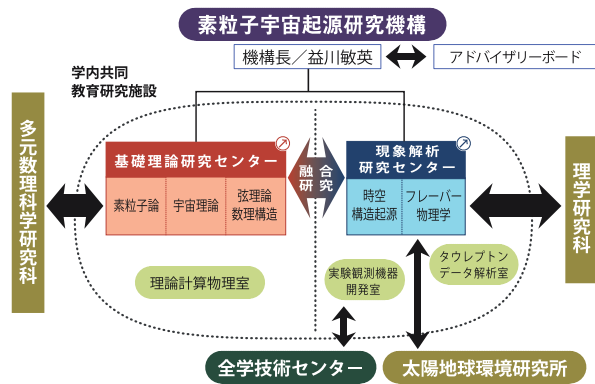 素粒子宇宙起源研究機構
機構長／益川敏英
アドバイザリーボード
学内共同
教育研究施設
多元数理科学研究科
基礎理論研究センター
素粒子論
宇宙理論
弦理論
数理構造
融合
研究
現象解析
研究センター
時空
構造起源
フレーバー
物理学
理学研究科
理論計算物理室
実験観測機器
開発室
タウレプトン
データ解析室
全学技術センター
太陽地球環境研究所